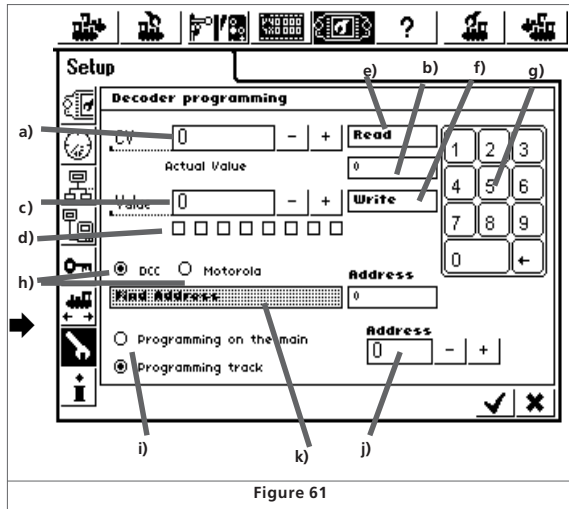 ?
Setup
e) b) f) g)
Decoder programming
a) CV 0 - + Read
Actual Value 0
c) Value 0 - + Write
d)
1 2 3
4 5 6
7 8 9
0 ←
h) DCC Motorola Address
Find Address 0
Programming on the main Address
0 - +
Programming track
i) k) j)
Figure 61